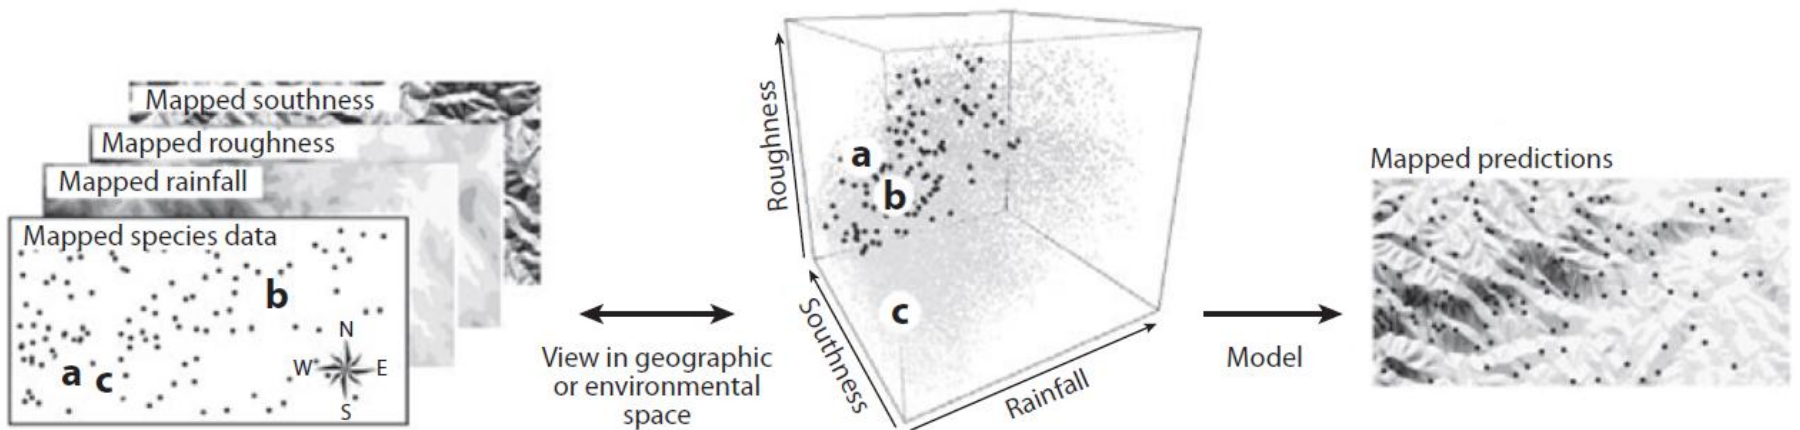 Mapped southness
Mapped roughness
Mapped rainfall
Mapped species data
b
a
c
N
W
E
S
View in geographic
or environmental
space
Roughness
a
b
c
Southness
Rainfall
Model
Mapped predictions